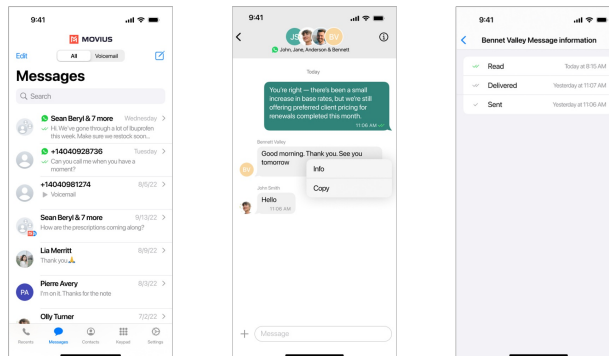 9:41
MOVIUS
Edit
All
Voicemail
Messages
Search
Sean Beryl & 7 more
Wednesday
Hi. We've gone through a lot of Ibuprofen
this week. Make sure we restock soon...
+14040928736
Tuesday
Can you call me when you have a
moment?
+14040981274
8/5/22
Voicemail
Sean Beryl & 7 more
9/13/22
How are the prescriptions coming along?
Lia Merritt
8/9/22
Thank you🙏
PA
Pierre Avery
8/3/22
I'm on it. Thanks for the note
Olly Turner
7/2/22
Recents
Messages
Contacts
Keypad
Settings
9:41
JS
BV
John, Jane, Anderson & Bennett
Today
You're right — there's been a small
increase in base rates, but we're still
offering preferred client pricing for
renewals completed this month.
11:06 AM
Bennett Valley
BV
Good morning. Thank you. See you
tomorrow
Info
Copy
John Smith
Hello
11:06 AM
Message
9:41
Bennet Valley Message information
Read
Today at 8:15 AM
Delivered
Yesterday at 11:07 AM
Sent
Yesterday at 11:06 AM